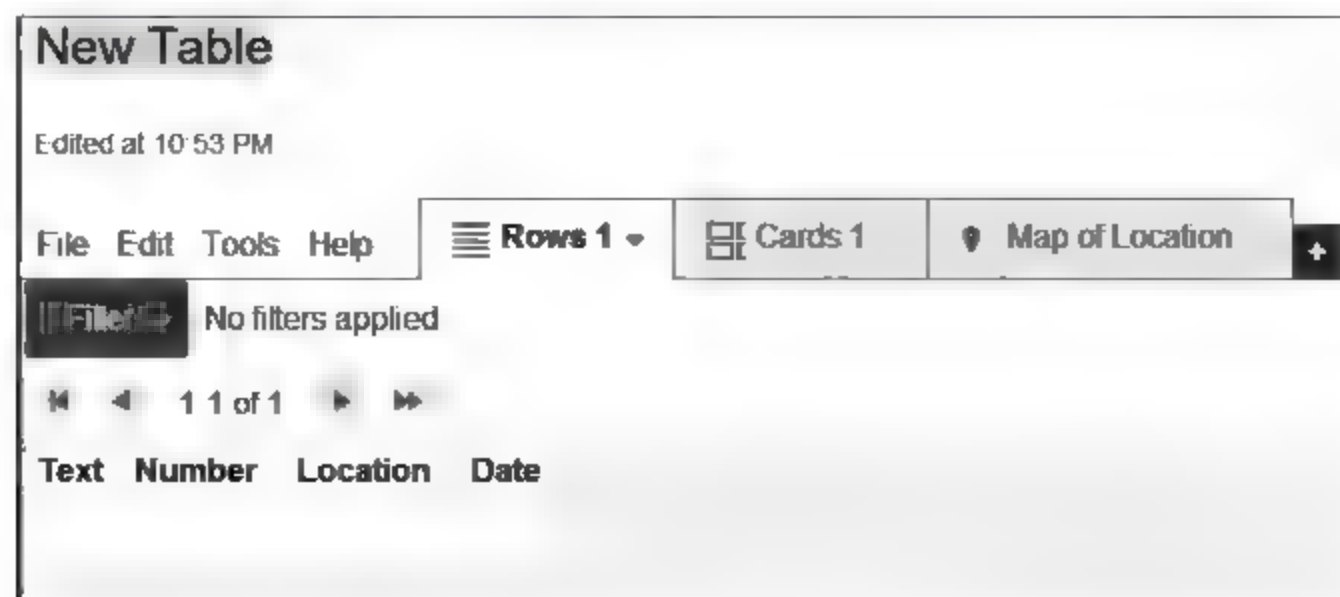 New Table
Edited at 10:53 PM
File Edit Tools Help Rows 1 Cards 1 Map of Location +
Filter No filters applied
1 1 of 1
Text Number Location Date